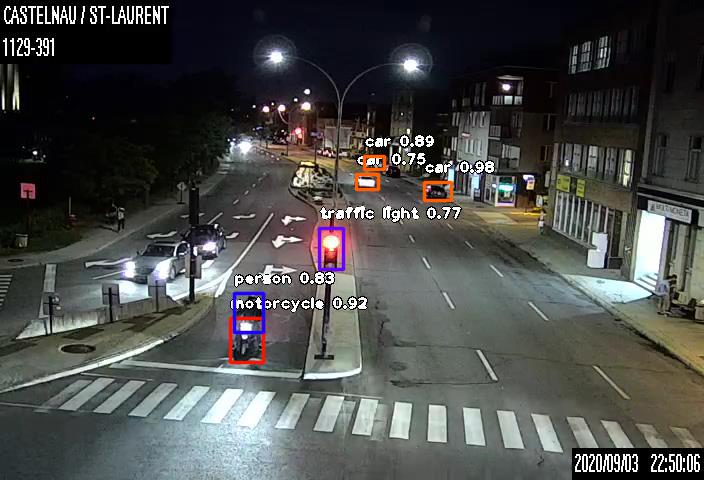 CASTELNAU / ST-LAURENT
1129-391
car 0.89
car 0.75
car 0.98
traffic light 0.77
person 0.83
motorcycle 0.92
2020/09/03 22:50:06